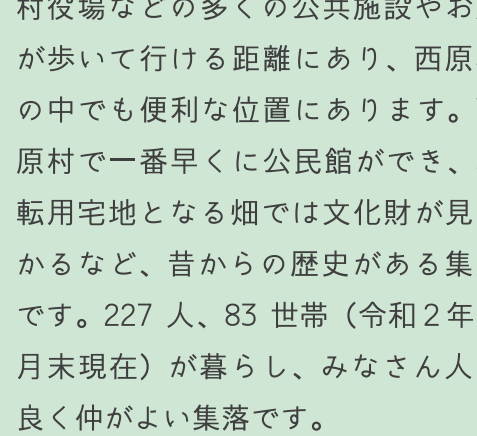 村役場などの多くの公共施設やお
が歩いて行ける距離にあり、西原
の中でも便利な位置にあります。
原村で一番早くに公民館ができ、
転用宅地となる畑では文化財が見
かるなど、昔からの歴史がある集
です。227 人、83 世帯（令和２年
月末現在）が暮らし、みなさん人
良く仲がよい集落です。